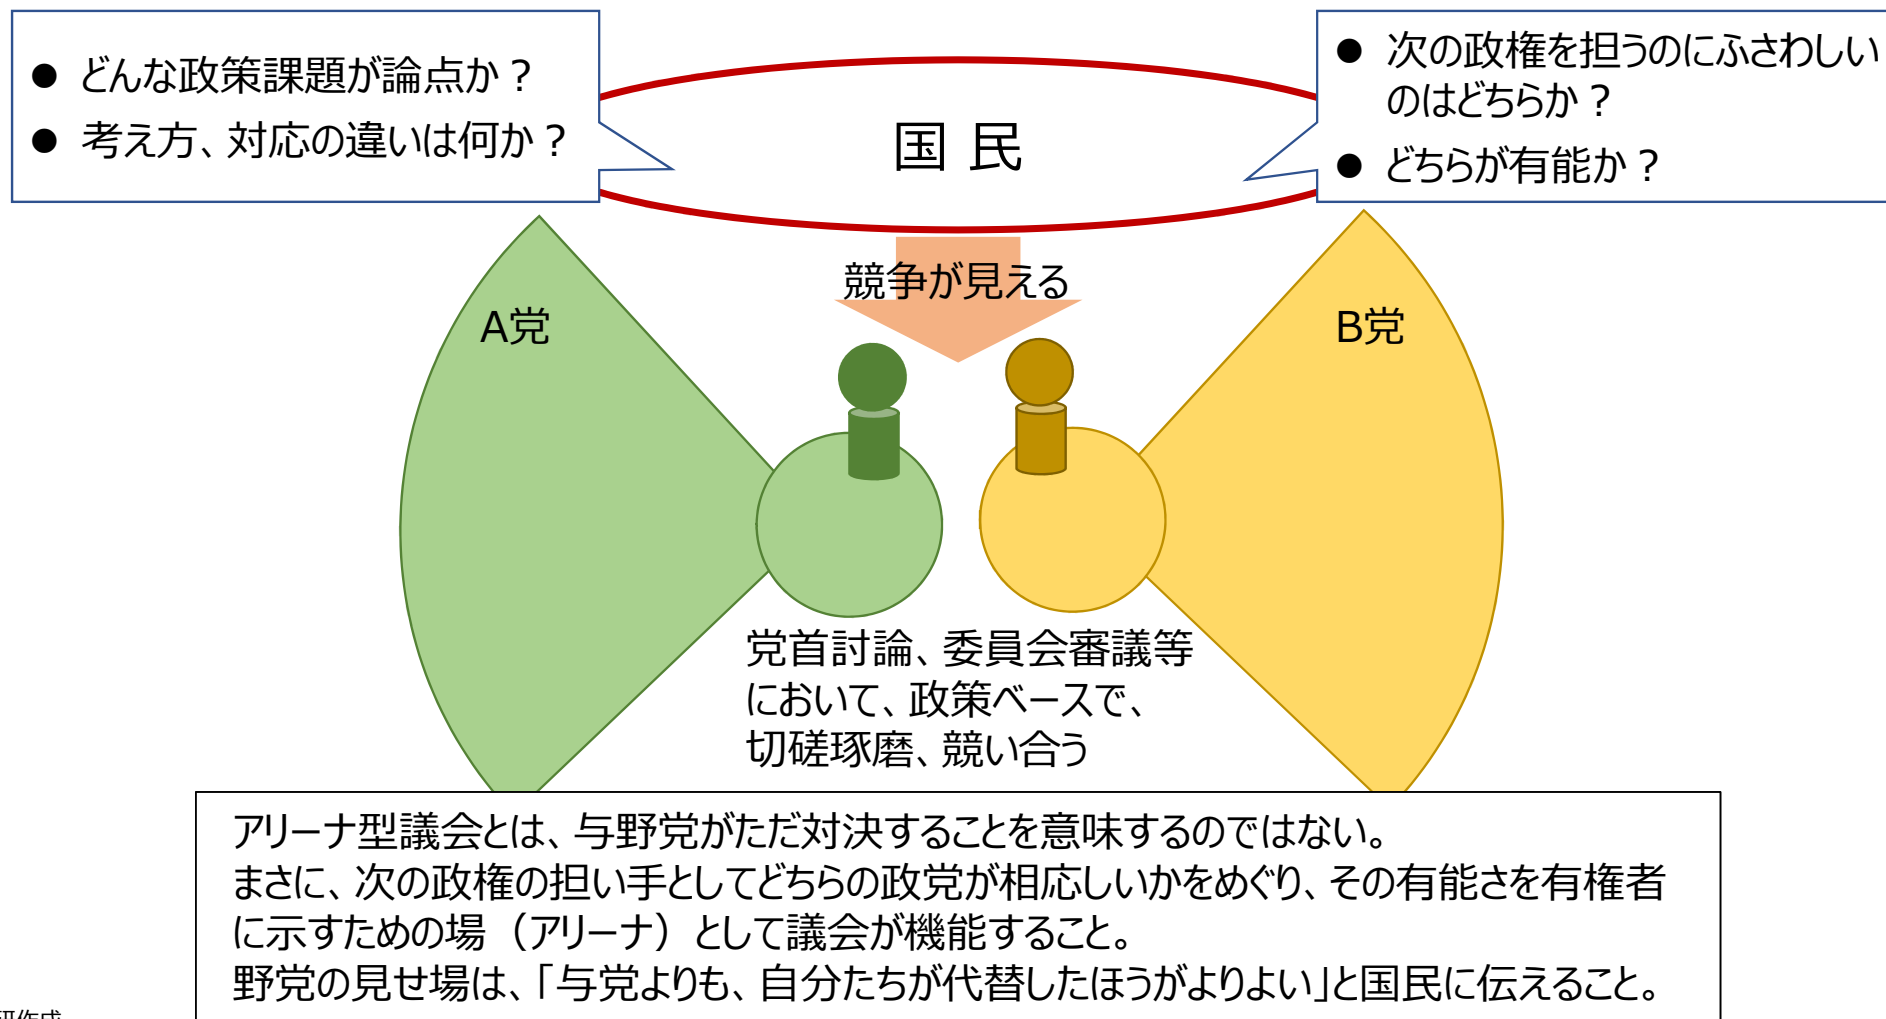 ● どんな政策課題が論点か？
● 考え方、対応の違いは何か？
国 民
● 次の政権を担うのにふさわしい
のはどちらか？
● どちらが有能か？
競争が見える
A党
B党
党首討論、委員会審議等
において、政策ベースで、
切磋琢磨、競い合う
アリーナ型議会とは、与野党がただ対決することを意味するのではない。
まさに、次の政権の担い手としてどちらの政党が相応しいかをめぐり、その有能さを有権者
に示すための場（アリーナ）として議会が機能すること。
野党の見せ場は、「与党よりも、自分たちが代替したほうがよりよい」と国民に伝えること。